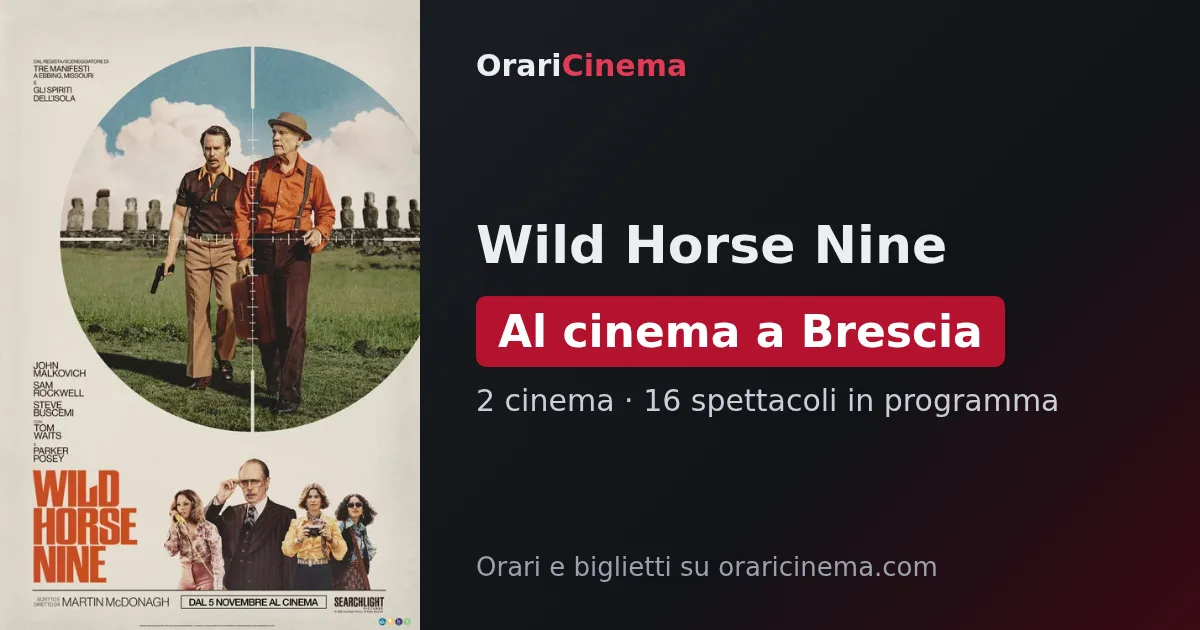 DAL REGISTA/SCENEGGIATORE DI
TRE MANIFESTI
A EBBING, MISSOURI
E
GLI SPIRITI
DELL'ISOLA
JOHN
MALKOVICH
SAM
ROCKWELL
STEVE
BUSCEMI
CON
TOM
WAITS
E
PARKER
POSEY
WILD
HORSE
NINE
SCRITTO E
DIRETTO DA MARTIN McDONAGH
DAL 5 NOVEMBRE AL CINEMA
SEARCHLIGHT
PICTURES
OrariCinema
Wild Horse Nine
Al cinema a Brescia
2 cinema · 16 spettacoli in programma
Orari e biglietti su oraricinema.com